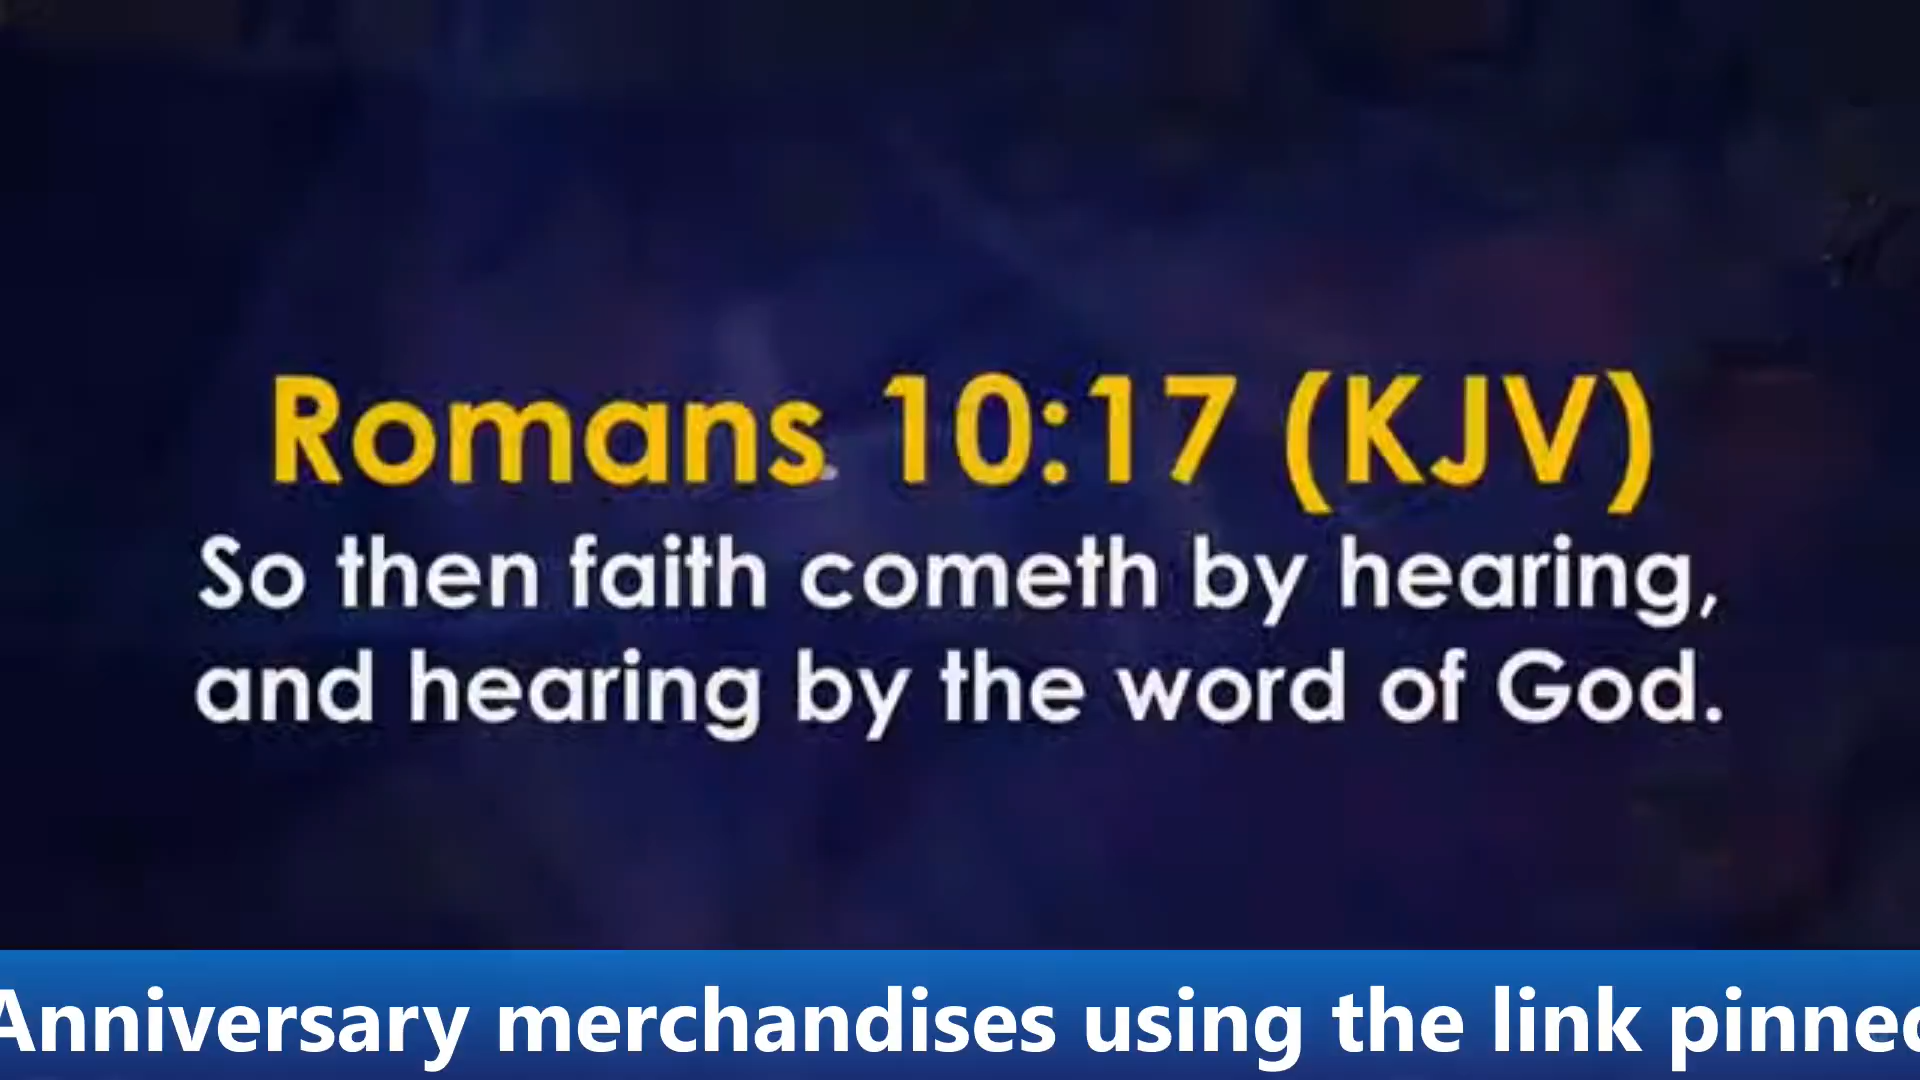 Romans 10:17 (KJV)
So then faith cometh by hearing,
and hearing by the word of God.
Anniversary merchandises using the link pinned